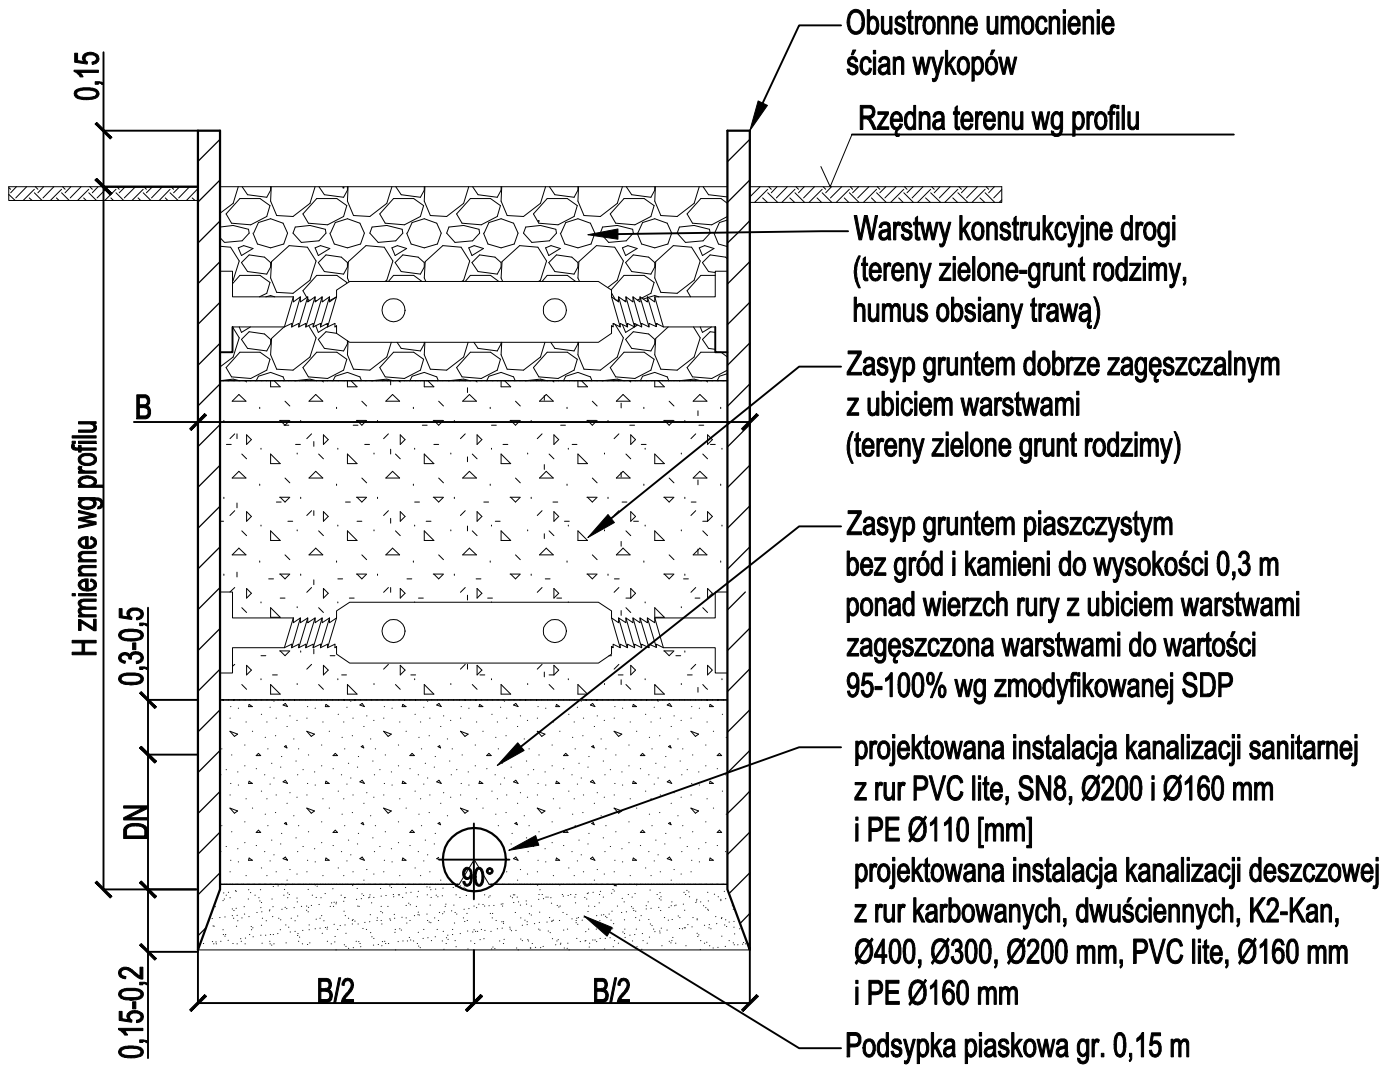 Obustronne umocnienie
ścian wykopów
0,15
Rzędna terenu wg profilu
Warstwy konstrukcyjne drogi
(tereny zielone-grunt rodzimy,
humus obsiany trawą)
Zasyp gruntem dobrze zagęszczalnym
z ubiciem warstwami
(tereny zielone grunt rodzimy)
B
H zmienne wg profilu
Zasyp gruntem piaszczystym
bez gród i kamieni do wysokości 0,3 m
ponad wierzch rury z ubiciem warstwami
zagęszczona warstwami do wartości
95-100% wg zmodyfikowanej SDP
0,3-0,5
projektowana instalacja kanalizacji sanitarnej
z rur PVC lite, SN8, Ø200 i Ø160 mm
i PE Ø110 [mm]
projektowana instalacja kanalizacji deszczowej
z rur karbowanych, dwuściennych, K2-Kan,
Ø400, Ø300, Ø200 mm, PVC lite, Ø160 mm
i PE Ø160 mm
DN
90°
0,15-0,2
B/2
B/2
Podsypka piaskowa gr. 0,15 m